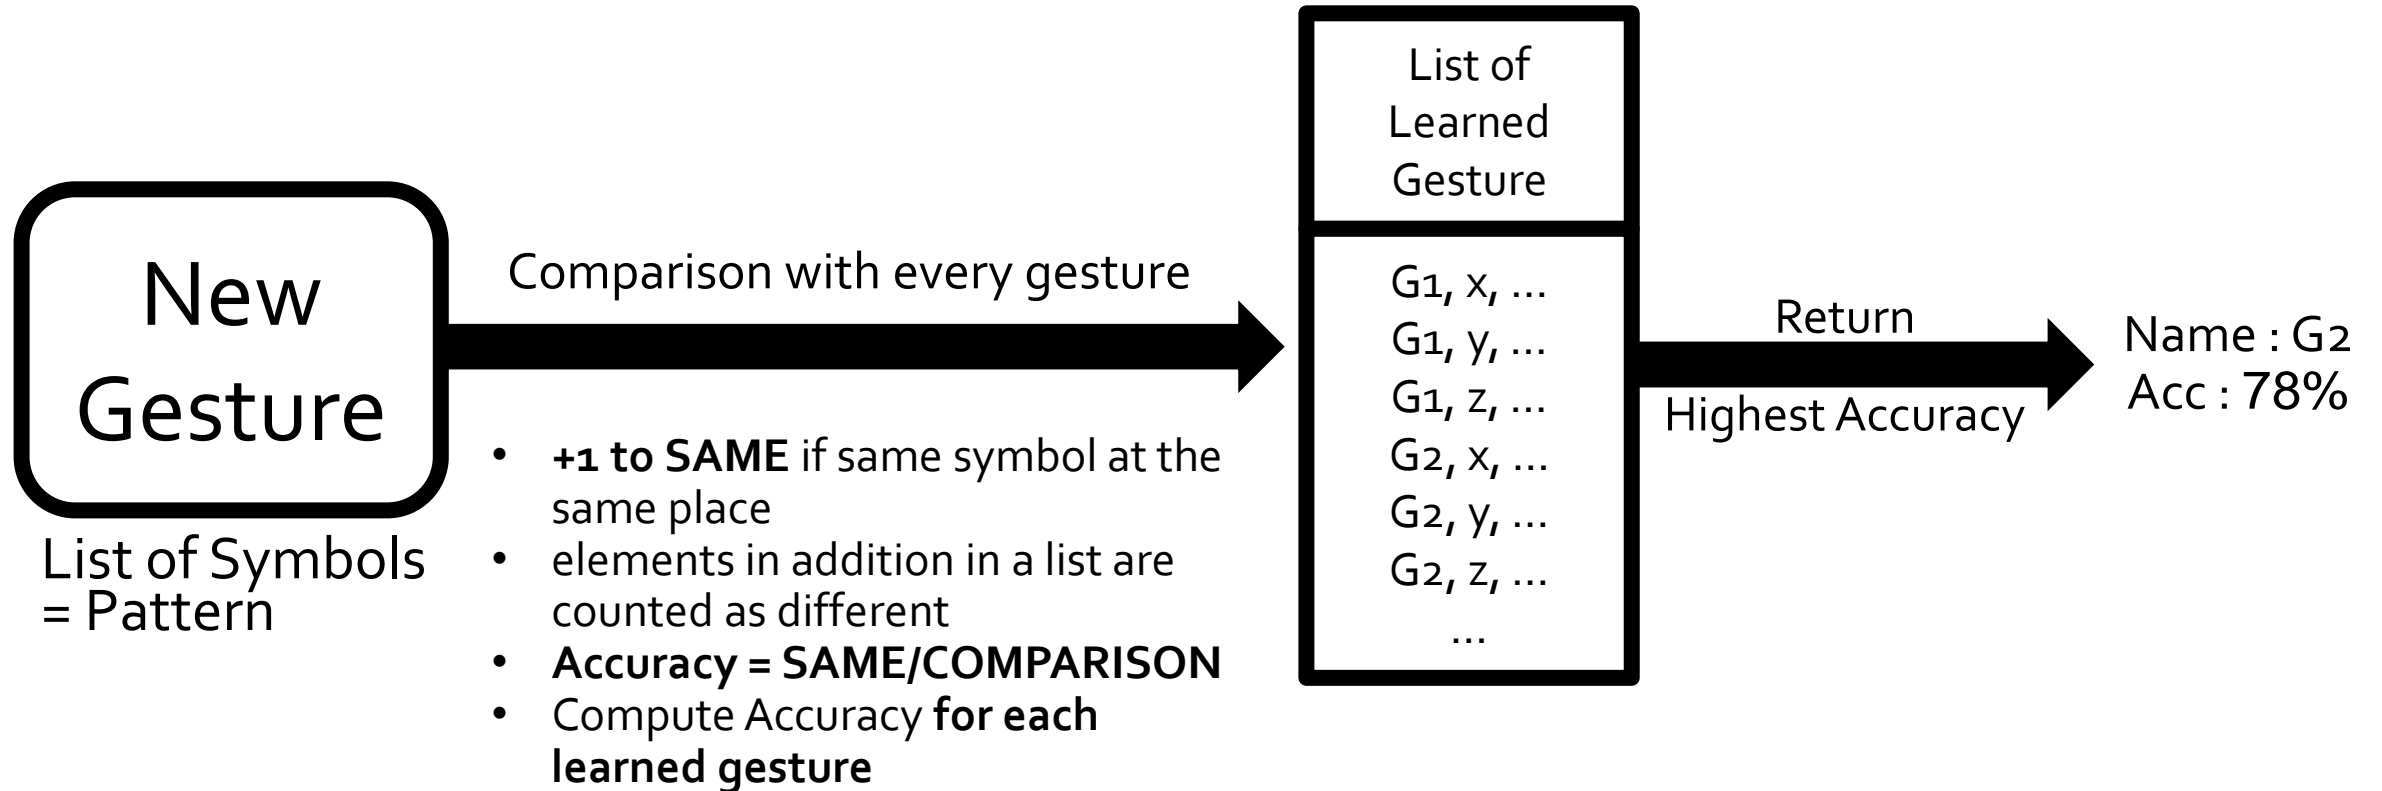 New
Gesture
List of Symbols
= Pattern
Comparison with every gesture
• +1 to SAME if same symbol at the
same place
• elements in addition in a list are
counted as different
• Accuracy = SAME/COMPARISON
• Compute Accuracy for each
learned gesture
List of
Learned
Gesture
G1, x, ...
G1, y, ...
G1, z, ...
G2, x, ...
G2, y, ...
G2, z, ...
...
Return
Highest Accuracy
Name : G2
Acc : 78%